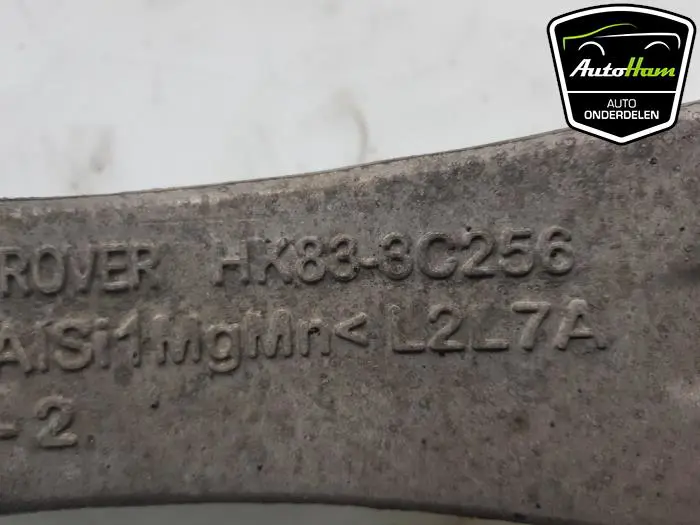 AutoHam
AUTO
ONDERDELEN
ROVER HK83-3C256
AlSi1MgMn< L2L7A
-2